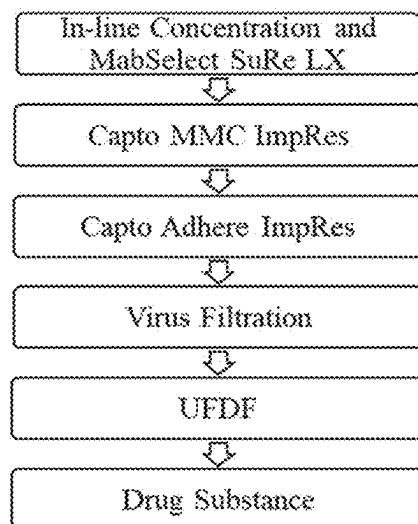 In-line Concentration and
MabSelect SuRe LX
Capto MMC ImpRes
Capto Adhere ImpRes
Virus Filtration
UFDF
Drug Substance